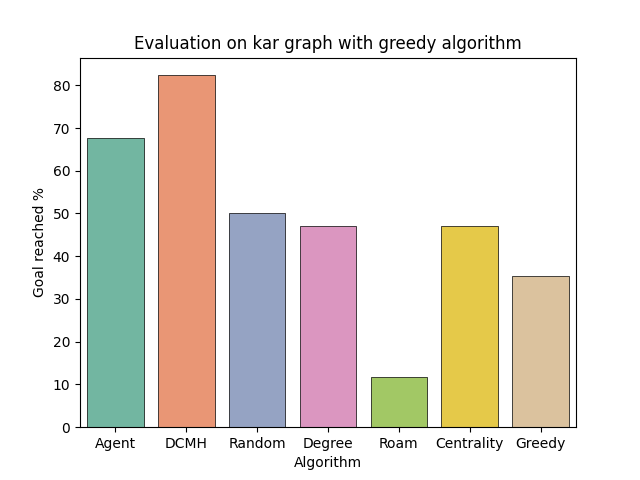 Evaluation on kar graph with greedy algorithm
Goal reached %
80
70
60
50
40
30
20
10
0
Agent DCMH Random Degree Roam Centrality Greedy
Algorithm